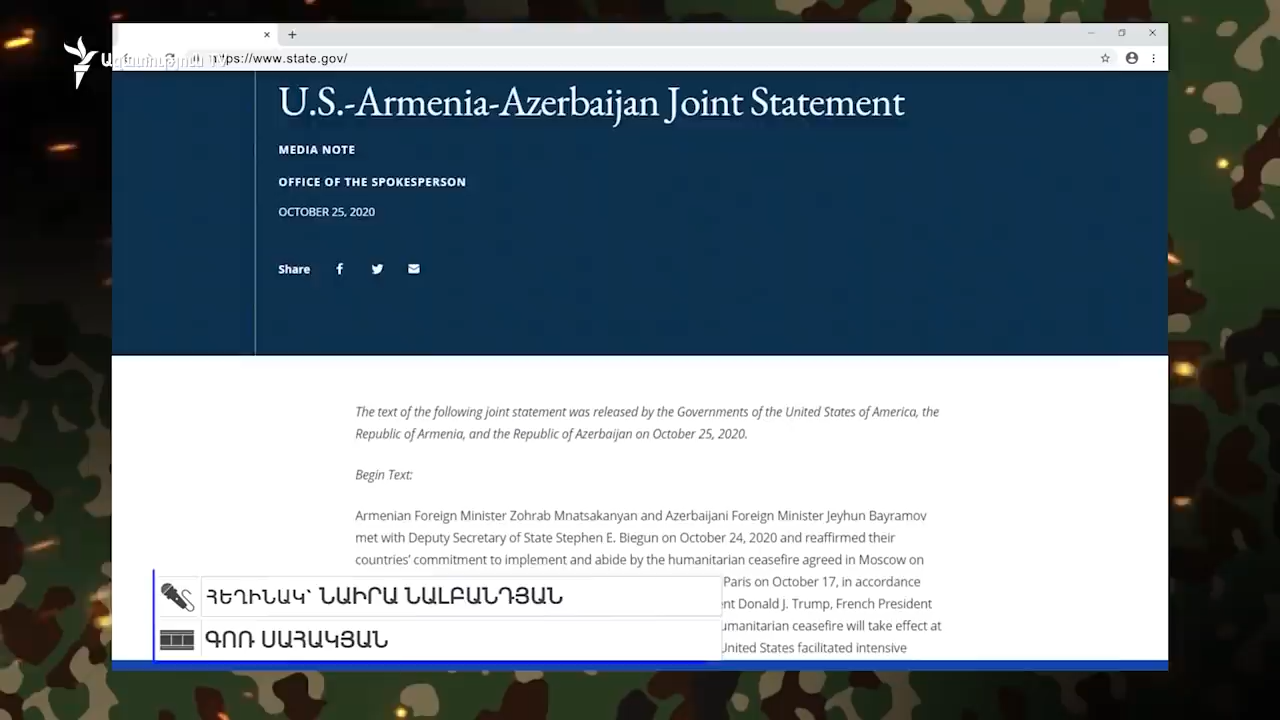 Ազատություն TV
https://www.state.gov/
U.S.-Armenia-Azerbaijan Joint Statement
MEDIA NOTE
OFFICE OF THE SPOKESPERSON
OCTOBER 25, 2020
Share
The text of the following joint statement was released by the Governments of the United States of America, the
Republic of Armenia, and the Republic of Azerbaijan on October 25, 2020.
Begin Text:
Armenian Foreign Minister Zohrab Mnatsakanyan and Azerbaijani Foreign Minister Jeyhun Bayramov
met with Deputy Secretary of State Stephen E. Biegun on October 24, 2020 and reaffirmed their
countries’ commitment to implement and abide by the humanitarian ceasefire agreed in Moscow on
Paris on October 17, in accordance
Donald J. Trump, French President
ceasefire will take effect at
United States facilitated intensive
ՀԵՂԻՆԱԿ՝ ՆԱԻՐԱ ՆԱԼԲԱՆԴՅԱՆ
ԳՈՌ ՍԱՀԱԿՅԱՆ